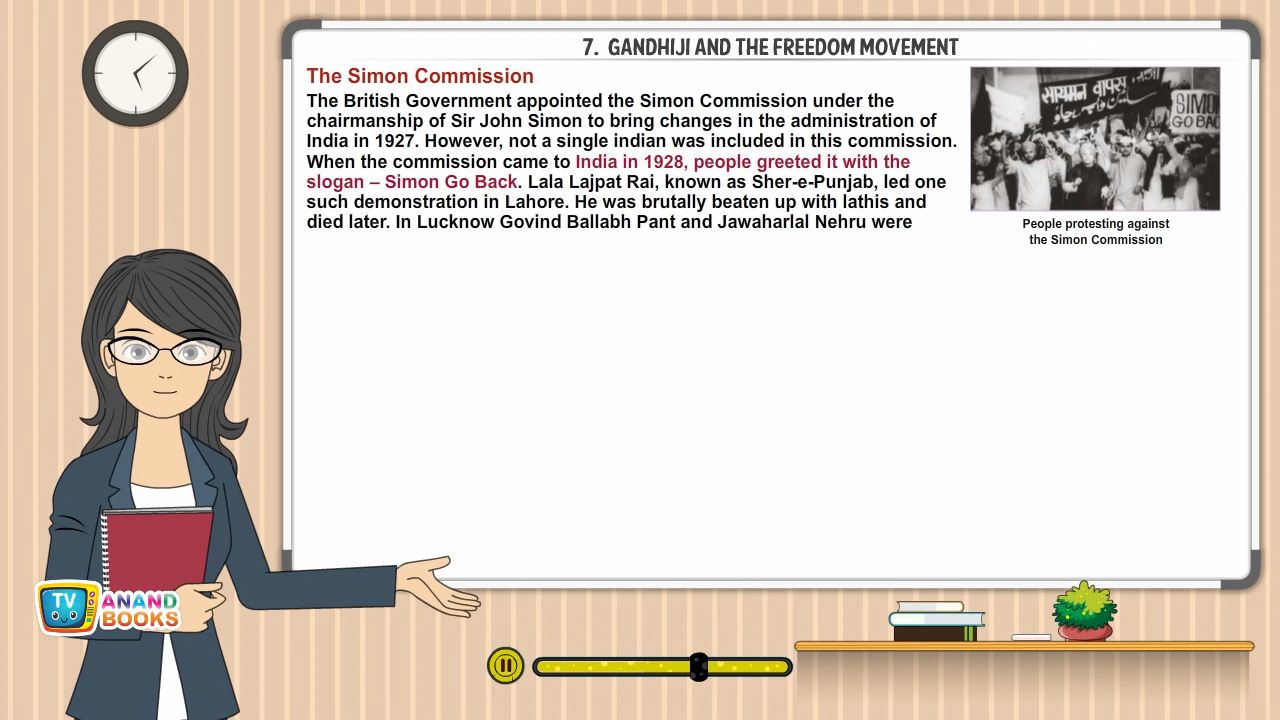 7. GANDHIJI AND THE FREEDOM MOVEMENT
The Simon Commission
The British Government appointed the Simon Commission under the
chairmanship of Sir John Simon to bring changes in the administration of
India in 1927. However, not a single indian was included in this commission.
When the commission came to India in 1928, people greeted it with the
slogan – Simon Go Back. Lala Lajpat Rai, known as Sher-e-Punjab, led one
such demonstration in Lahore. He was brutally beaten up with lathis and
died later. In Lucknow Govind Ballabh Pant and Jawaharlal Nehru were
सायमन वापस
SIMO
GO BAC
People protesting against
the Simon Commission
TV
ANAND
BOOKS